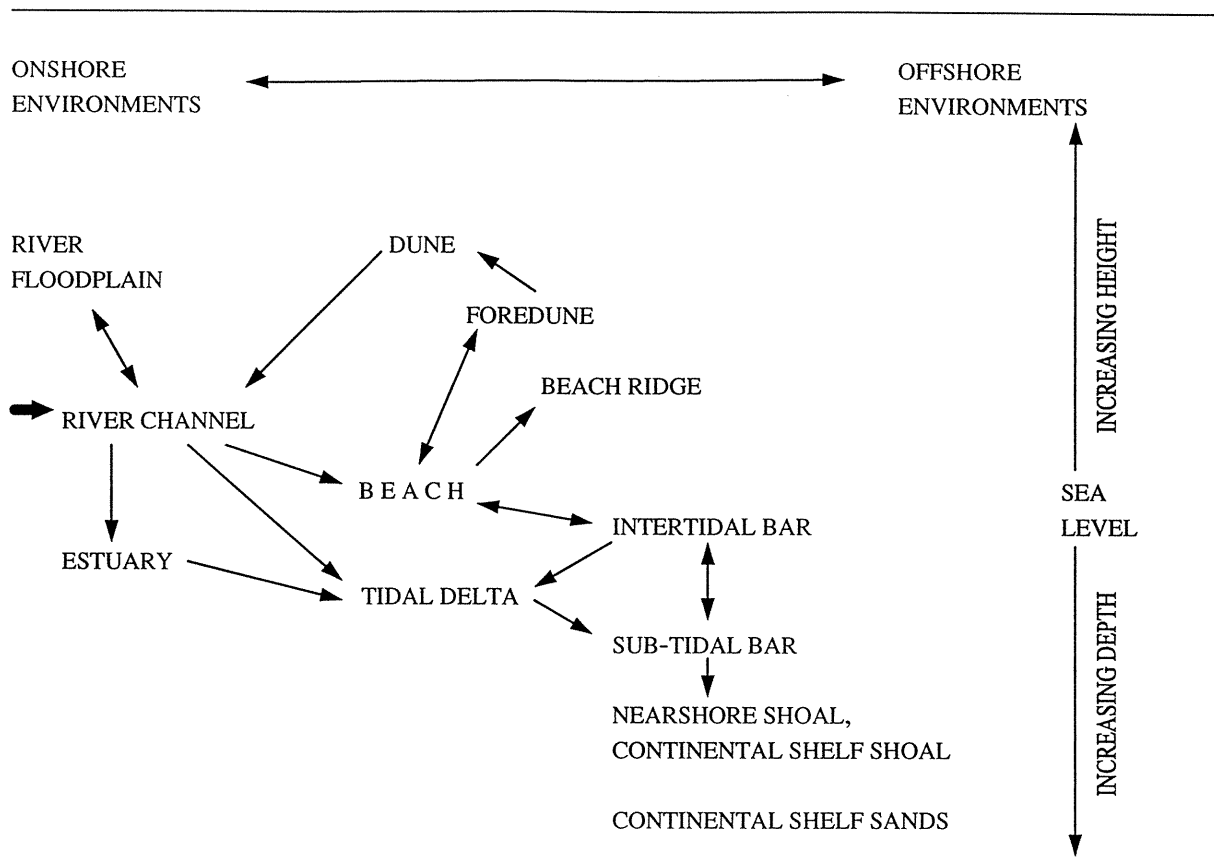 ONSHORE
ENVIRONMENTS
OFFSHORE
ENVIRONMENTS
RIVER
FLOODPLAIN
DUNE
FOREDUNE
BEACH RIDGE
RIVER CHANNEL
B E A C H
INTERTIDAL BAR
ESTUARY
TIDAL DELTA
SUB-TIDAL BAR
NEARSHORE SHOAL,
CONTINENTAL SHELF SHOAL
CONTINENTAL SHELF SANDS
INCREASING HEIGHT
SEA
LEVEL
INCREASING DEPTH